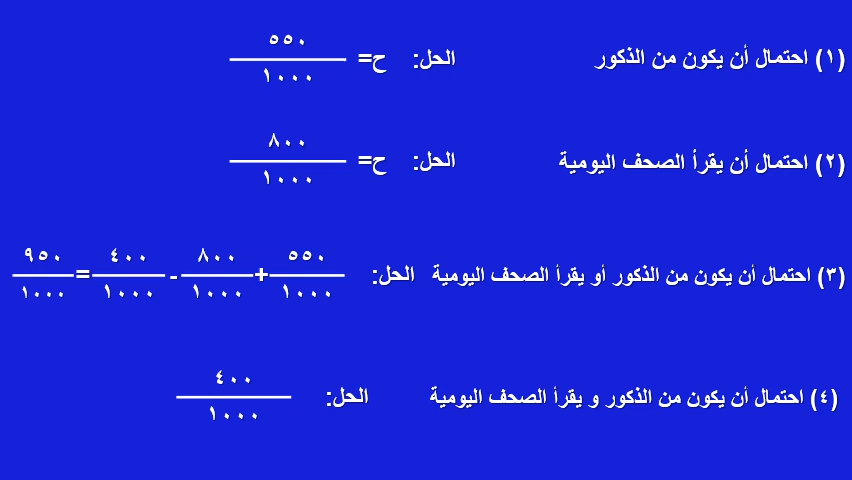 (١) احتمال أن يكون من الذكور الحل: ح= ٥٥٠/١٠٠٠
(٢) احتمال أن يقرأ الصحف اليومية الحل: ح= ٨٠٠/١٠٠٠
(٣) احتمال أن يكون من الذكور أو يقرأ الصحف اليومية الحل: ٥٥٠/١٠٠٠ + ٨٠٠/١٠٠٠ - ٤٠٠/١٠٠٠ = ٩٥٠/١٠٠٠
(٤) احتمال أن يكون من الذكور و يقرأ الصحف اليومية الحل: ٤٠٠/١٠٠٠